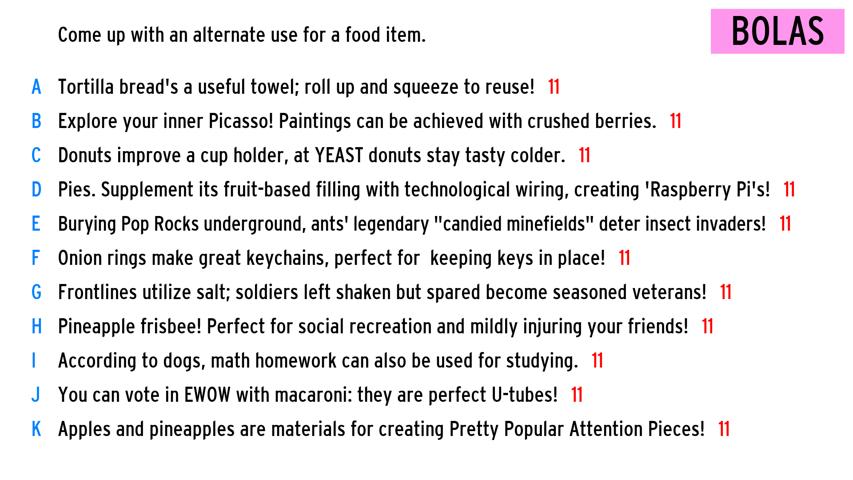 Come up with an alternate use for a food item.
BOLAS
A Tortilla bread's a useful towel; roll up and squeeze to reuse! 11
B Explore your inner Picasso! Paintings can be achieved with crushed berries. 11
C Donuts improve a cup holder, at YEAST donuts stay tasty colder. 11
D Pies. Supplement its fruit-based filling with technological wiring, creating 'Raspberry Pi's! 11
E Burying Pop Rocks underground, ants' legendary "candied minefields" deter insect invaders! 11
F Onion rings make great keychains, perfect for  keeping keys in place! 11
G Frontlines utilize salt; soldiers left shaken but spared become seasoned veterans! 11
H Pineapple frisbee! Perfect for social recreation and mildly injuring your friends! 11
I According to dogs, math homework can also be used for studying. 11
J You can vote in EWOW with macaroni: they are perfect U-tubes! 11
K Apples and pineapples are materials for creating Pretty Popular Attention Pieces! 11